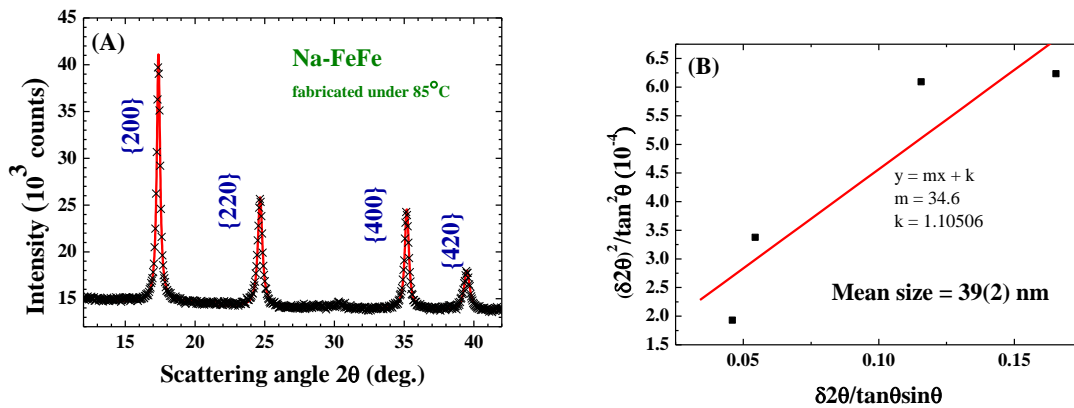 (A)
Na-FeFe
fabricated under 85°C
{200}
{220}
{400}
{420}
45
40
35
30
25
20
15
Intensity (10³ counts)
15 20 25 30 35 40
Scattering angle 2θ (deg.)
(B)
6.5
6.0
5.5
5.0
4.5
4.0
3.5
3.0
2.5
2.0
1.5
(δ2θ)²/tan²θ (10⁻⁴)
y = mx + k
m = 34.6
k = 1.10506
Mean size = 39(2) nm
0.05 0.10 0.15
δ2θ/tanθsinθ